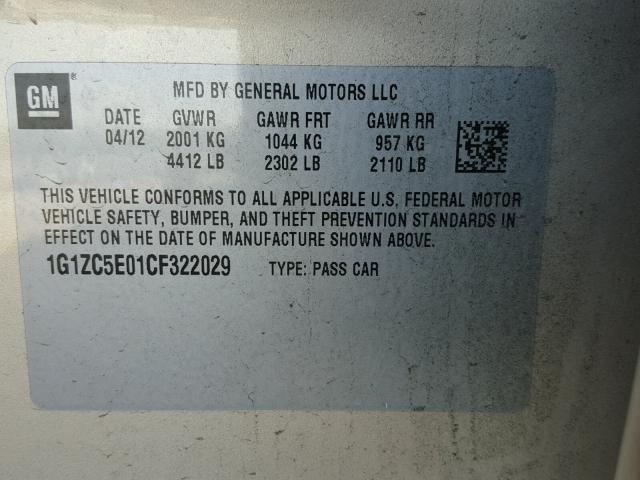 GM
MFD BY GENERAL MOTORS LLC
DATE GVWR GAWR FRT GAWR RR
04/12 2001 KG 1044 KG 957 KG
4412 LB 2302 LB 2110 LB
THIS VEHICLE CONFORMS TO ALL APPLICABLE U.S. FEDERAL MOTOR
VEHICLE SAFETY, BUMPER, AND THEFT PREVENTION STANDARDS IN
EFFECT ON THE DATE OF MANUFACTURE SHOWN ABOVE.
1G1ZC5E01CF322029 TYPE: PASS CAR